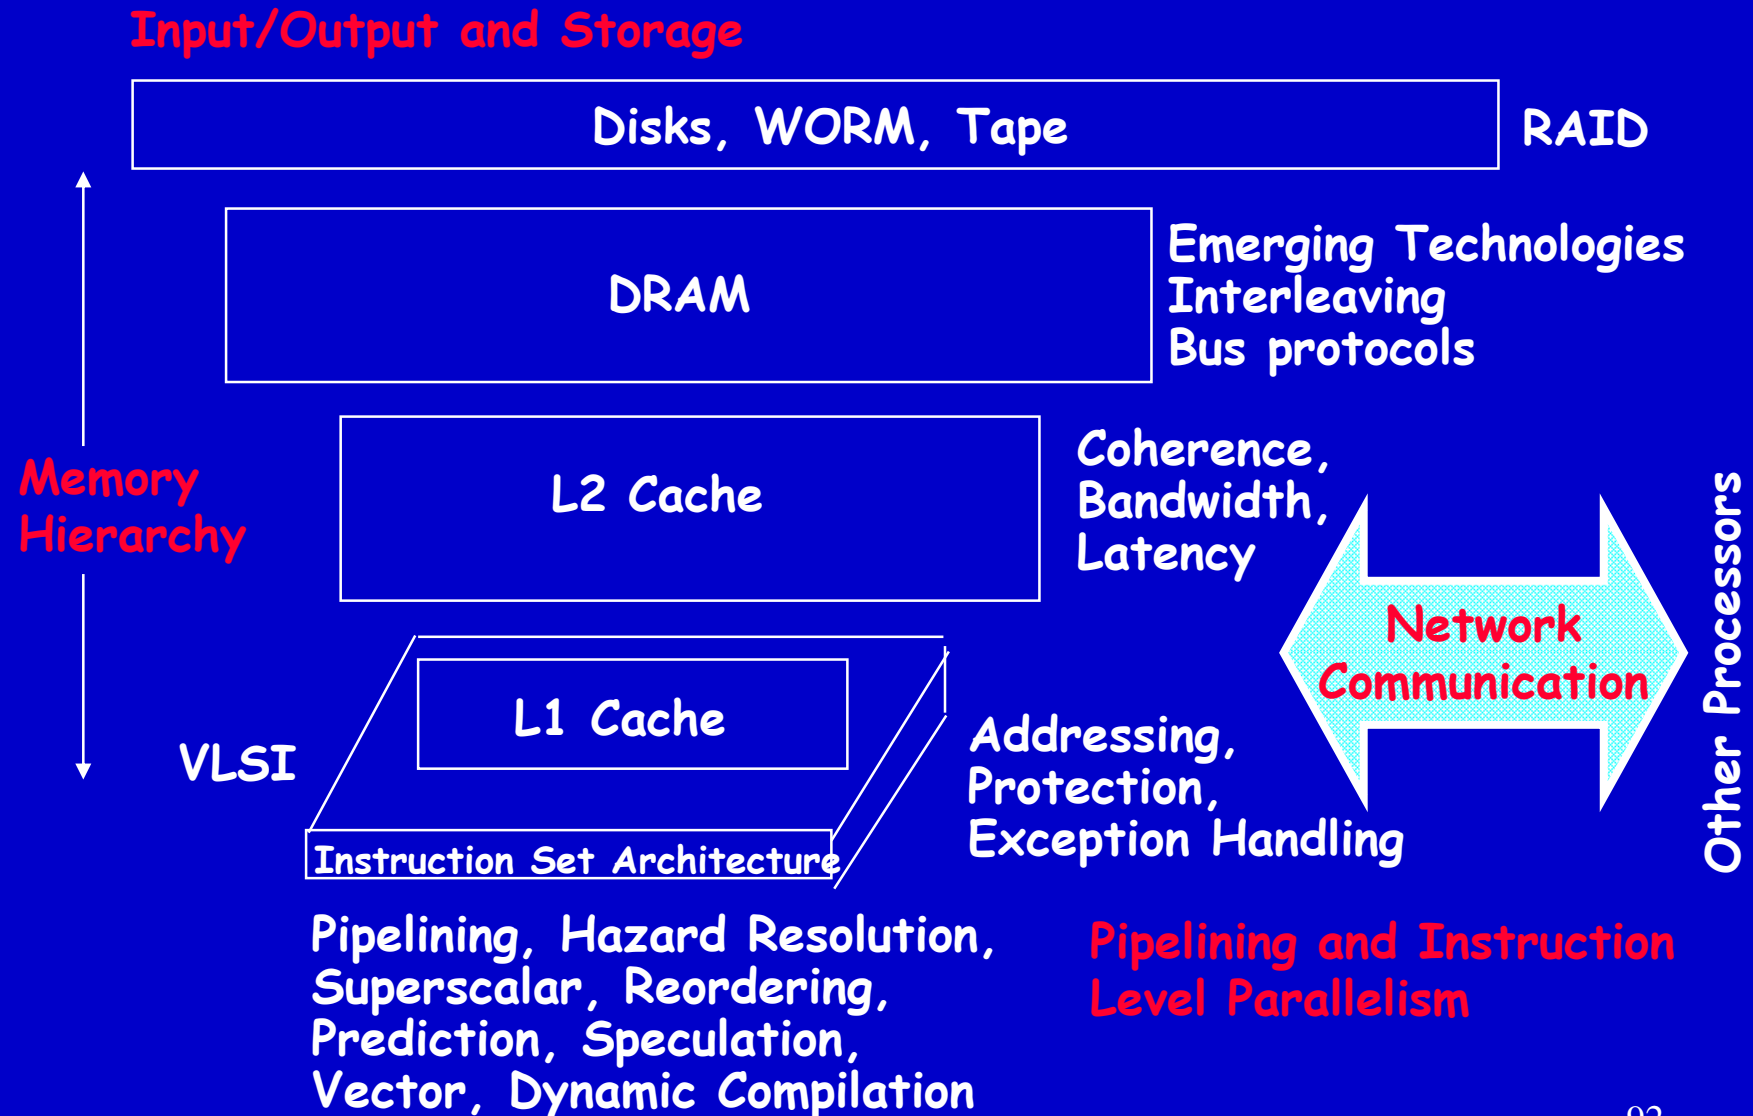 Input/Output and Storage
Disks, WORM, Tape
RAID
DRAM
Emerging Technologies
Interleaving
Bus protocols
Memory
Hierarchy
L2 Cache
Coherence,
Bandwidth,
Latency
Network
Communication
Other Processors
L1 Cache
VLSI
Addressing,
Protection,
Exception Handling
Instruction Set Architecture
Pipelining, Hazard Resolution,
Superscalar, Reordering,
Prediction, Speculation,
Vector, Dynamic Compilation
Pipelining and Instruction
Level Parallelism